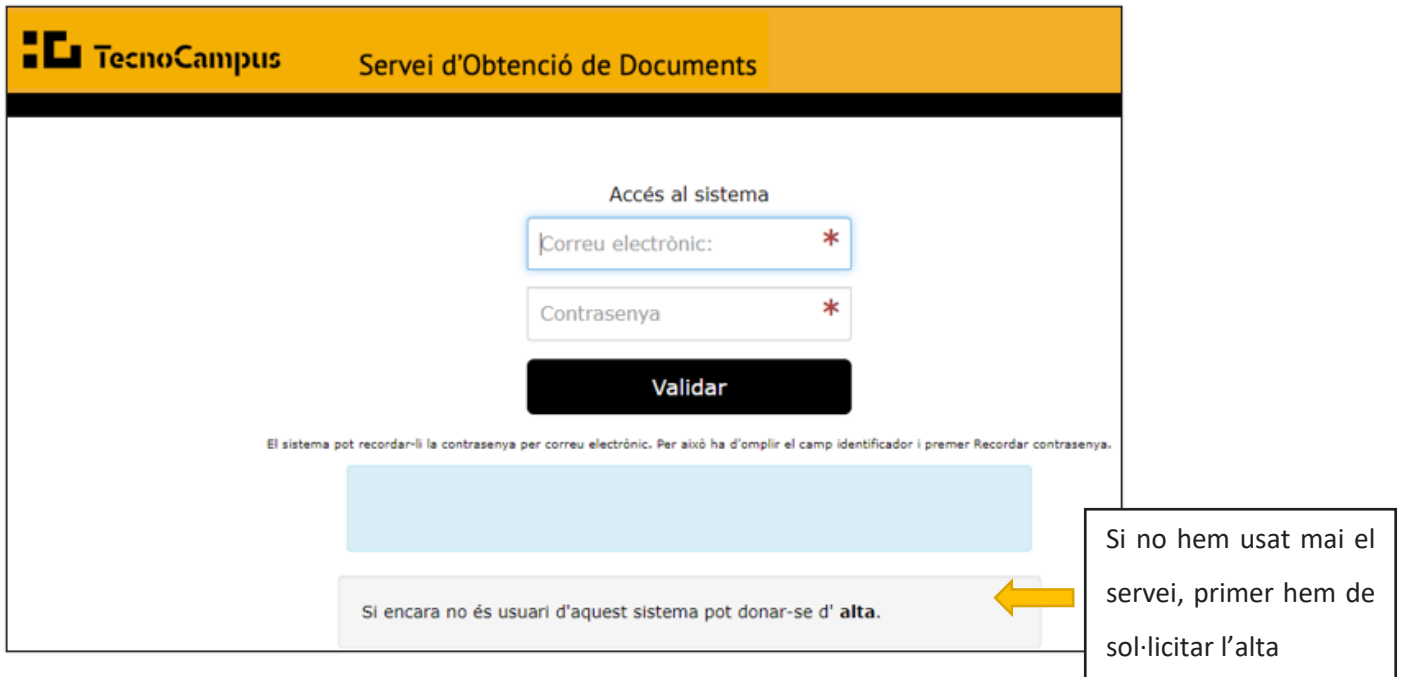 TecnoCampus
Servei d'Obtenció de Documents
Accés al sistema
Correu electrònic: *
Contrasenya *
Validar
El sistema pot recordar-li la contrasenya per correu electrònic. Per això ha d'omplir el camp identificador i premer Recordar contrasenya.
Si encara no és usuari d'aquest sistema pot donar-se d' alta.
Si no hem usat mai el
servei, primer hem de
sol·licitar l’alta